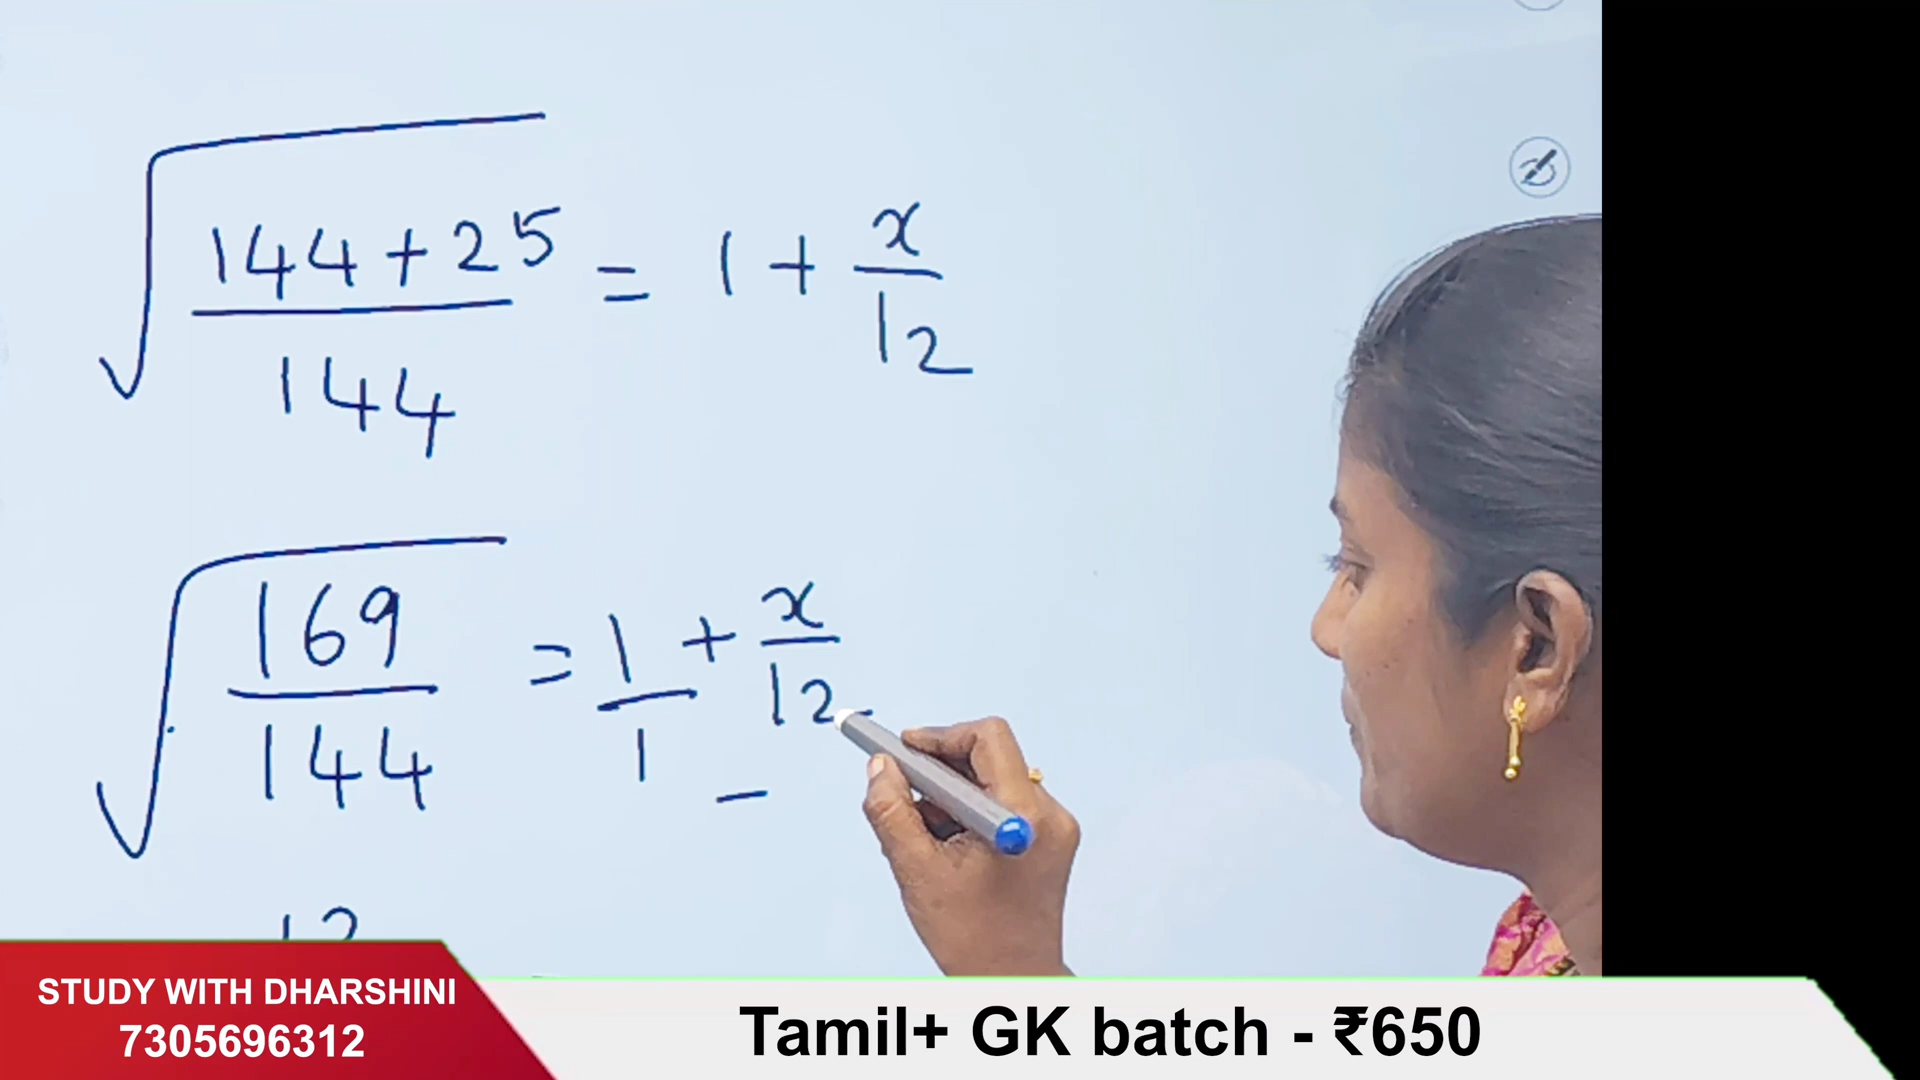 √(144+25)/144 = 1 + x/12
√169/144 = 1/1 + x/12
STUDY WITH DHARSHINI
7305696312
Tamil+ GK batch - ₹650